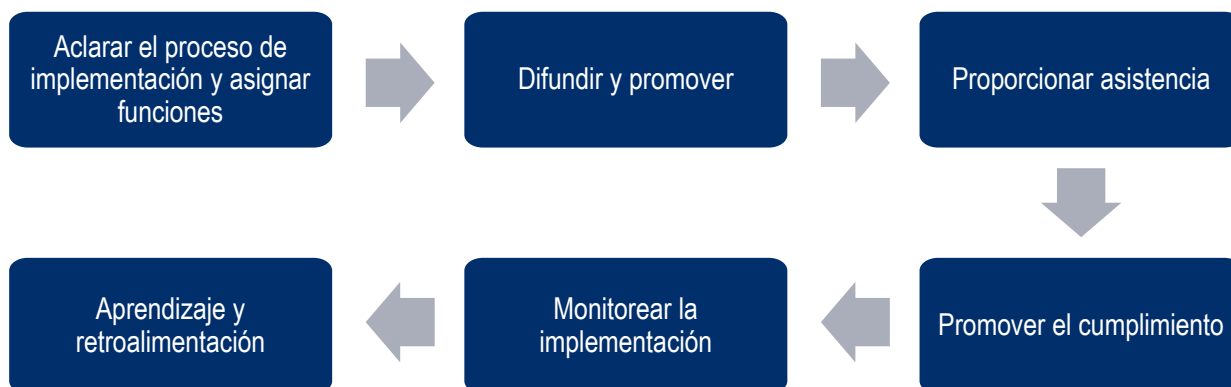 Aclarar el proceso de
implementación y asignar
funciones
Difundir y promover
Proporcionar asistencia
Promover el cumplimiento
Monitorear la
implementación
Aprendizaje y
retroalimentación